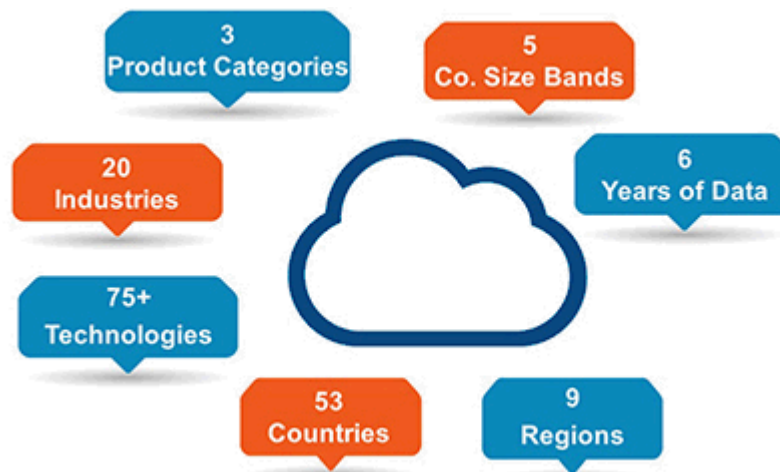 3
Product Categories
5
Co. Size Bands
20
Industries
6
Years of Data
75+
Technologies
53
Countries
9
Regions